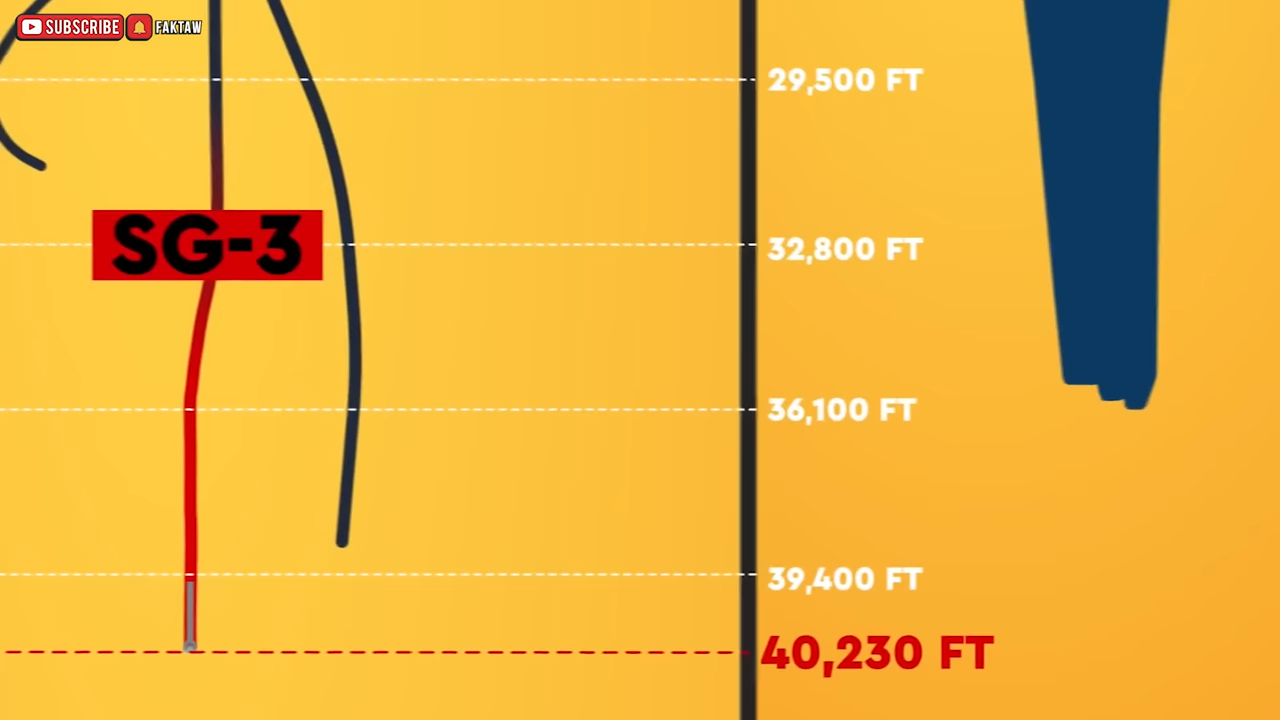 SUBSCRIBE FAKTAW
29,500 FT
SG-3
32,800 FT
36,100 FT
39,400 FT
40,230 FT